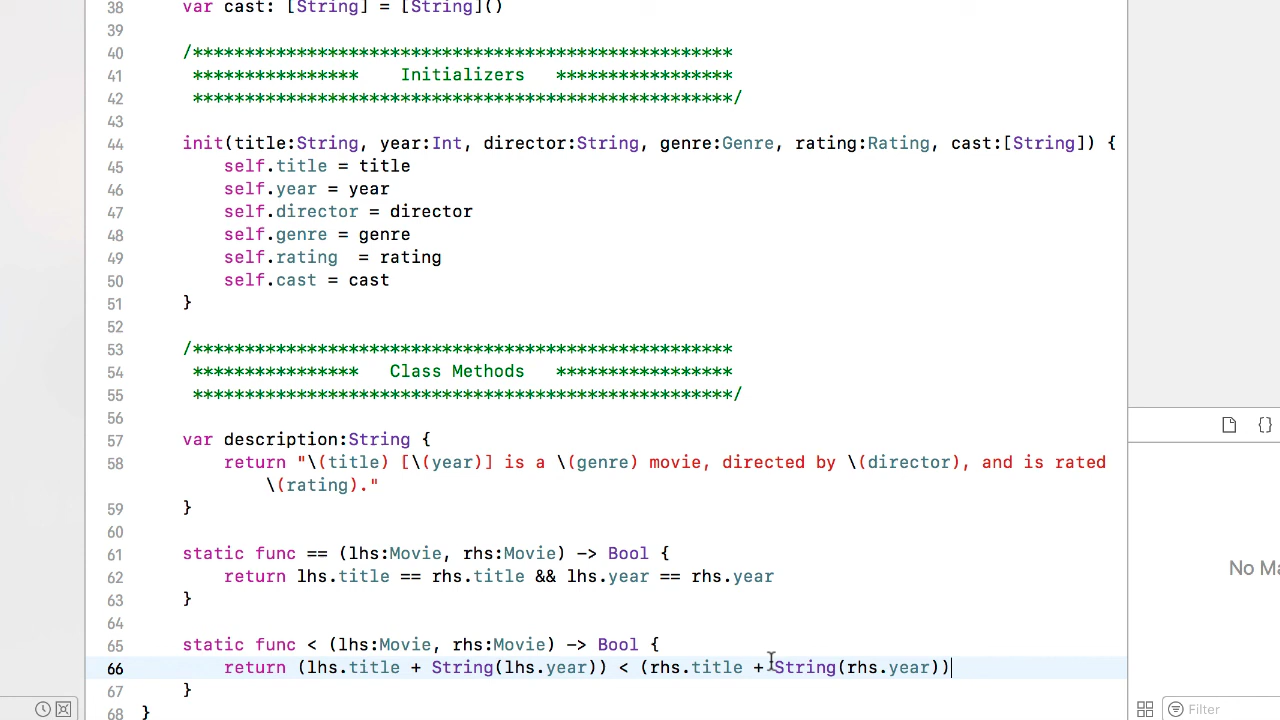 38 var cast: [String] = [String]()
39
40 /****************************************************
41 **************** Initializers *****************
42 ****************************************************/
43
44 init(title:String, year:Int, director:String, genre:Genre, rating:Rating, cast:[String]) {
45 self.title = title
46 self.year = year
47 self.director = director
48 self.genre = genre
49 self.rating  = rating
50 self.cast = cast
51 }
52
53 /****************************************************
54 **************** Class Methods *****************
55 ****************************************************/
56
57 var description:String {
58 return "\(title) [\(year)] is a \(genre) movie, directed by \(director), and is rated
\(rating)."
59 }
60
61 static func == (lhs:Movie, rhs:Movie) -> Bool {
62 return lhs.title == rhs.title && lhs.year == rhs.year
63 }
64
65 static func < (lhs:Movie, rhs:Movie) -> Bool {
66 return (lhs.title + String(lhs.year)) < (rhs.title + String(rhs.year))
67 }
68 }
{}
No Ma
Filter